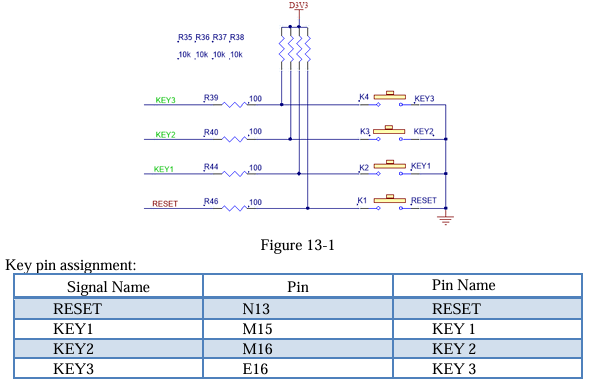 D3V3
R35 R36 R37 R38
10k 10k 10k 10k
KEY3 R39 100 K4 KEY3
KEY2 R40 100 K3 KEY2
KEY1 R44 100 K2 KEY1
RESET R46 100 K1 RESET
Figure 13-1
Key pin assignment:
Signal Name Pin Pin Name
RESET N13 RESET
KEY1 M15 KEY 1
KEY2 M16 KEY 2
KEY3 E16 KEY 3